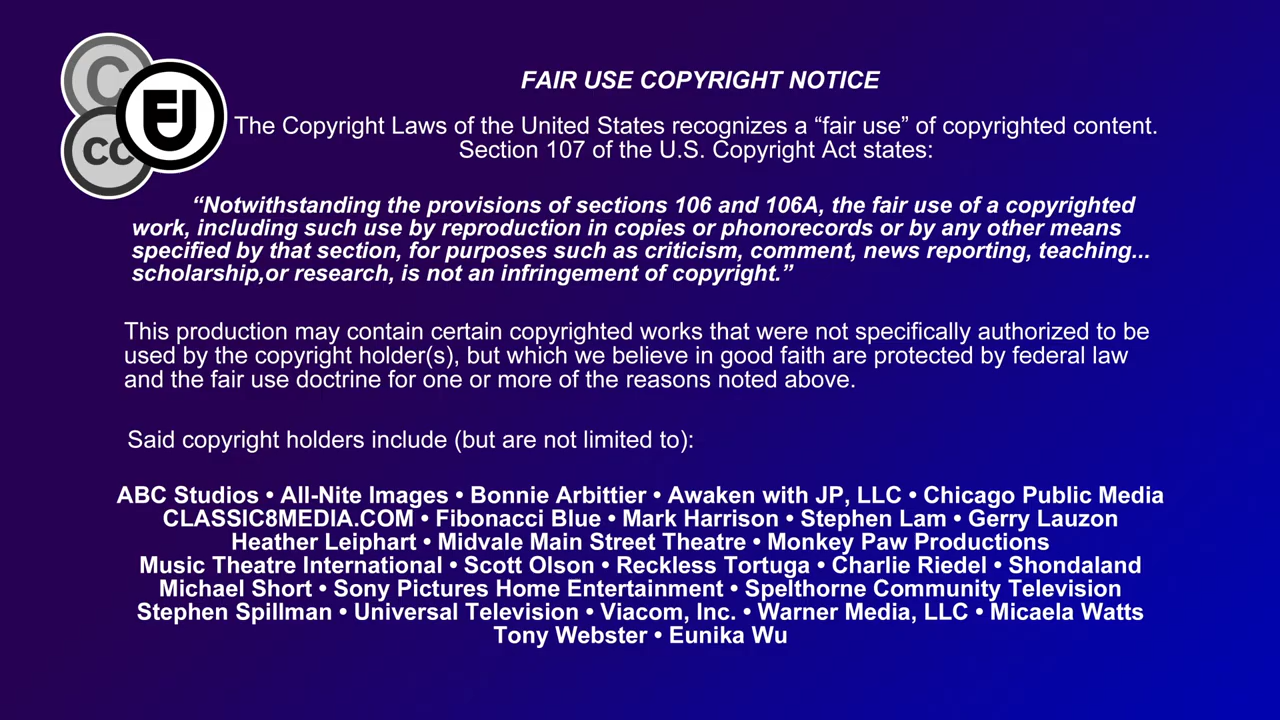 C
CC
FU
FAIR USE COPYRIGHT NOTICE
The Copyright Laws of the United States recognizes a “fair use” of copyrighted content.
Section 107 of the U.S. Copyright Act states:
“Notwithstanding the provisions of sections 106 and 106A, the fair use of a copyrighted
work, including such use by reproduction in copies or phonorecords or by any other means
specified by that section, for purposes such as criticism, comment, news reporting, teaching...
scholarship,or research, is not an infringement of copyright.”
This production may contain certain copyrighted works that were not specifically authorized to be
used by the copyright holder(s), but which we believe in good faith are protected by federal law
and the fair use doctrine for one or more of the reasons noted above.
Said copyright holders include (but are not limited to):
ABC Studios • All-Nite Images • Bonnie Arbittier • Awaken with JP, LLC • Chicago Public Media
CLASSIC8MEDIA.COM • Fibonacci Blue • Mark Harrison • Stephen Lam • Gerry Lauzon
Heather Leiphart • Midvale Main Street Theatre • Monkey Paw Productions
Music Theatre International • Scott Olson • Reckless Tortuga • Charlie Riedel • Shondaland
Michael Short • Sony Pictures Home Entertainment • Spelthorne Community Television
Stephen Spillman • Universal Television • Viacom, Inc. • Warner Media, LLC • Micaela Watts
Tony Webster • Eunika Wu